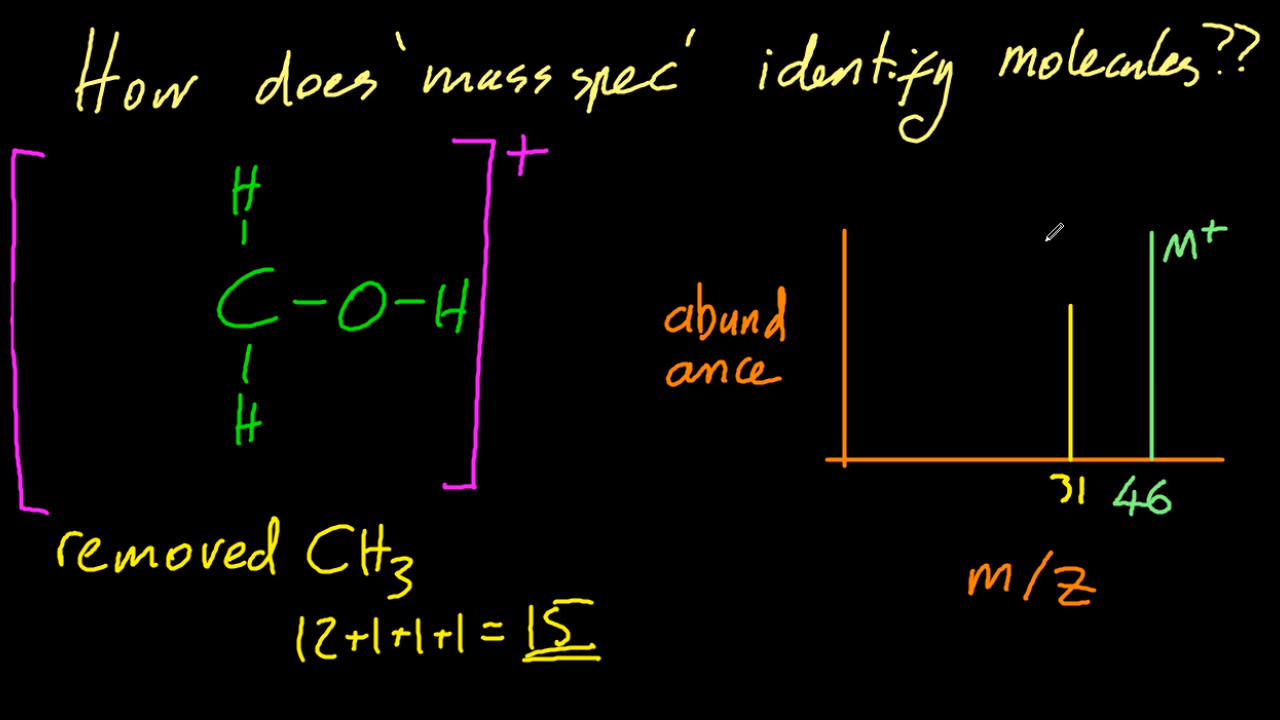 How does 'mass spec' identify molecules??
[ ]+
H
C-O-H
H
removed CH3
12+1+1+1=15
abund
ance
M+
31
46
m/z